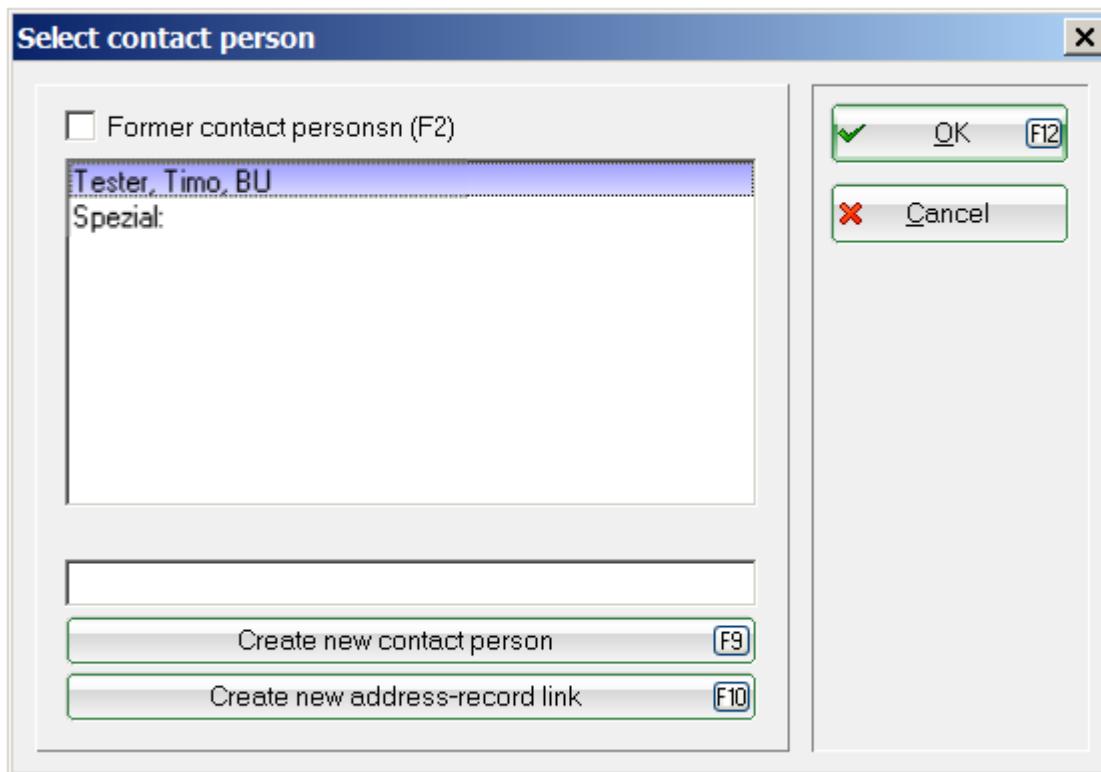 Select contact person
Former contact personsn (F2)
Tester, Timo, BU
Spezial:
Create new contact person F9
Create new address-record link F10
OK F12
Cancel